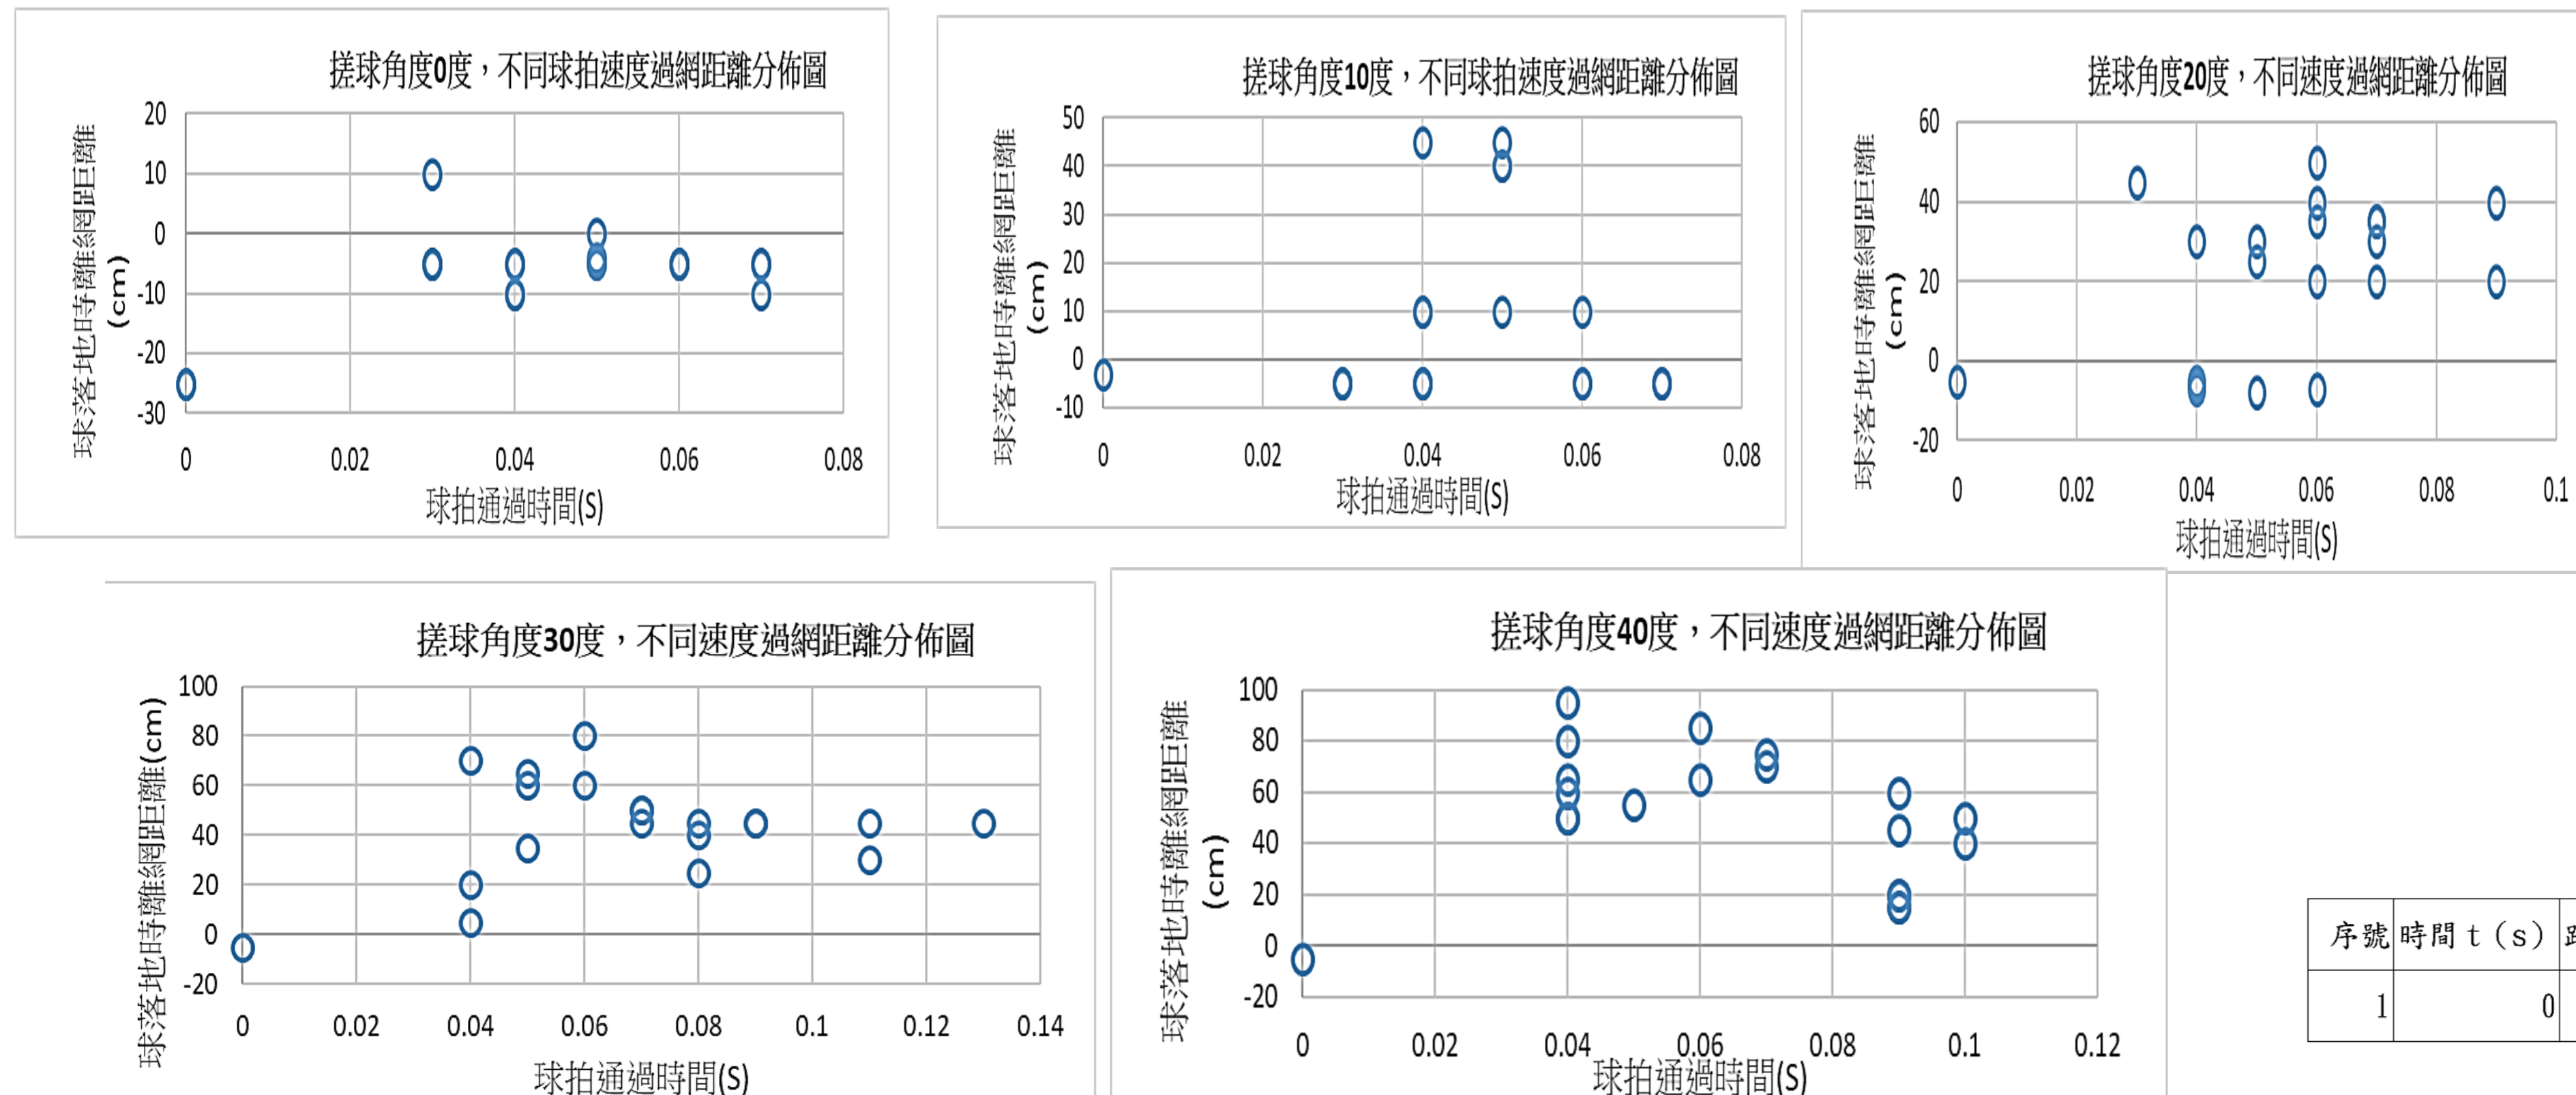 搓球角度0度，不同球拍速度過網距離分佈圖
球落地時離網距離
(cm)
20
10
0
-10
-20
-30
0 0.02 0.04 0.06 0.08
球拍通過時間(S)
搓球角度10度，不同球拍速度過網距離分佈圖
球落地時離網距離
(cm)
50
40
30
20
10
0
-10
0 0.02 0.04 0.06 0.08
球拍通過時間(S)
搓球角度20度，不同速度過網距離分佈圖
球落地時離網距離
(cm)
60
40
20
0
-20
0 0.02 0.04 0.06 0.08 0.1
球拍通過時間(S)
搓球角度30度，不同速度過網距離分佈圖
球落地時離網距離(cm)
100
80
60
40
20
0
-20
0 0.02 0.04 0.06 0.08 0.1 0.12 0.14
球拍通過時間(S)
搓球角度40度，不同速度過網距離分佈圖
球落地時離網距離
(cm)
100
80
60
40
20
0
-20
0 0.02 0.04 0.06 0.08 0.1 0.12
球拍通過時間(S)
序號 時間 t (s)
1 0